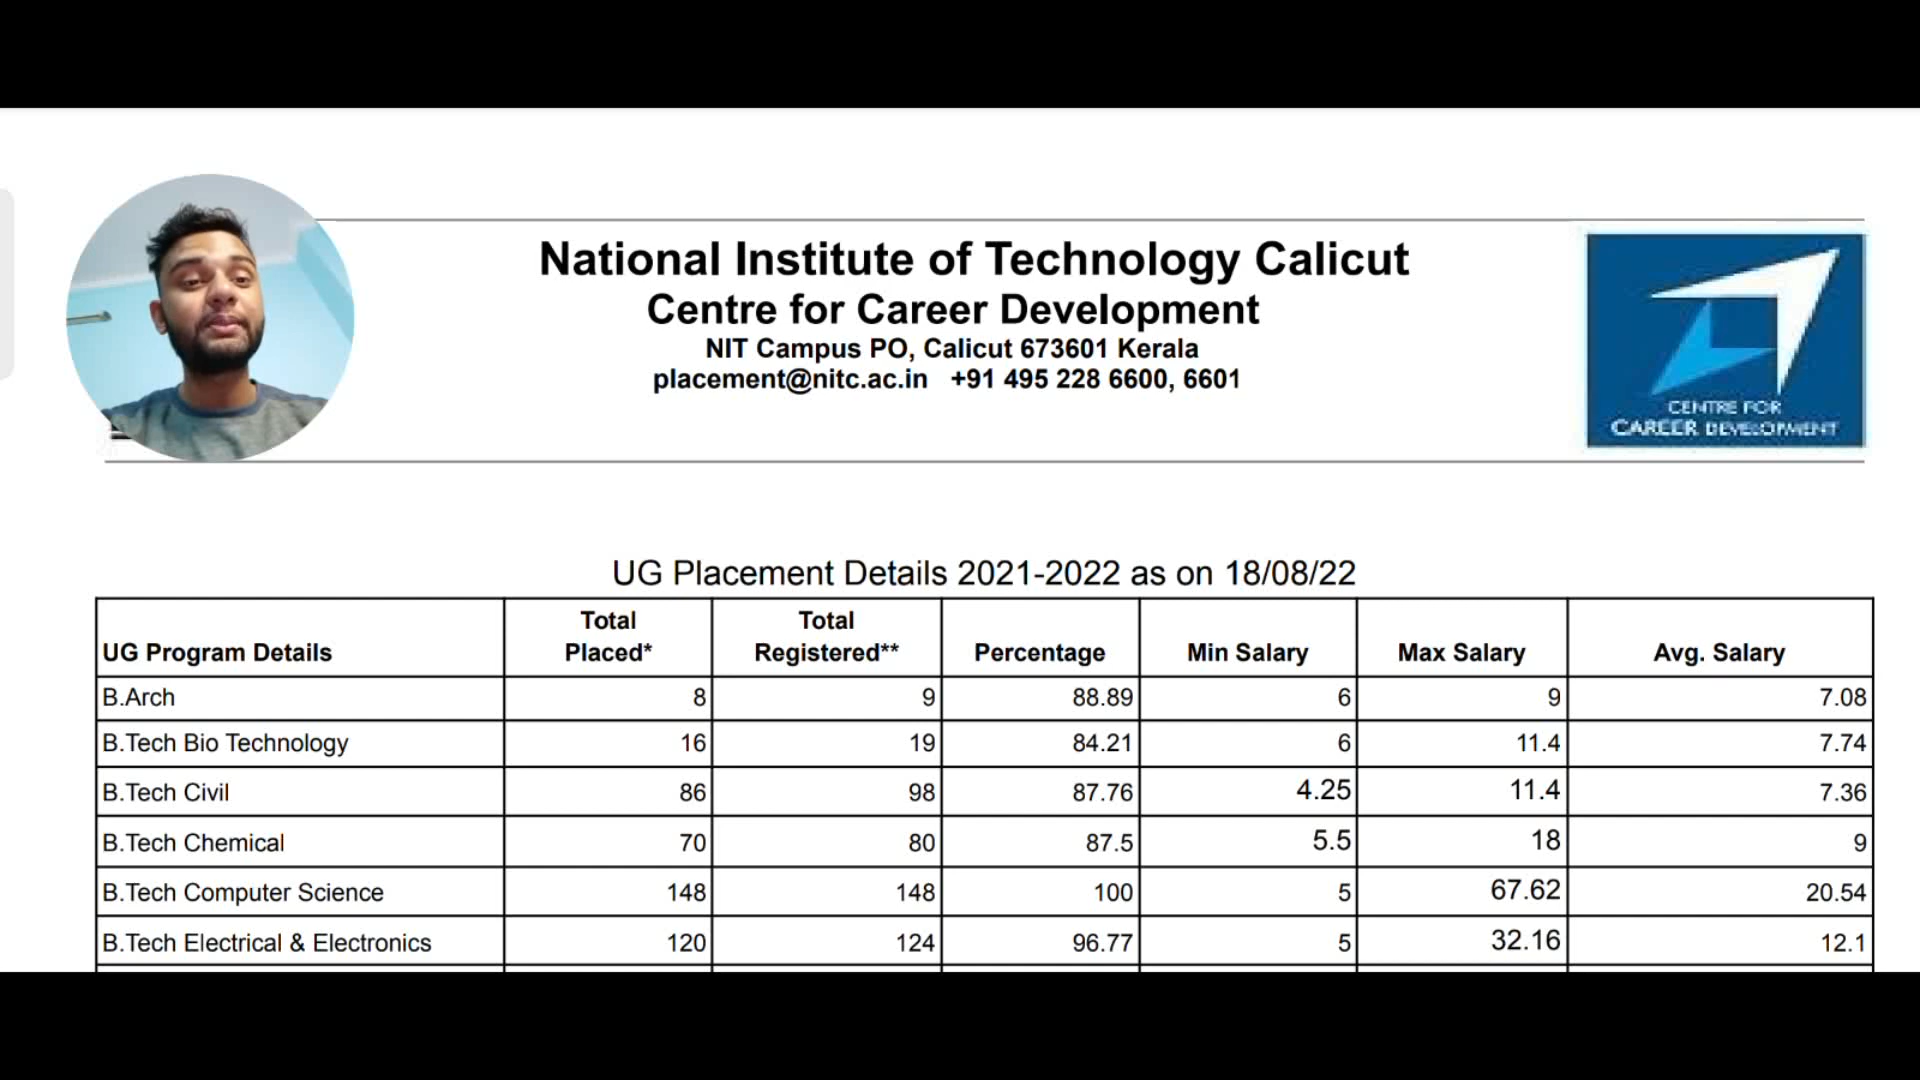 National Institute of Technology Calicut
Centre for Career Development
NIT Campus PO, Calicut 673601 Kerala
placement@nitc.ac.in +91 495 228 6600, 6601
CENTRE FOR
CAREER DEVELOPMENT
UG Placement Details 2021-2022 as on 18/08/22
UG Program Details Total Placed* Total Registered** Percentage Min Salary Max Salary Avg. Salary
B.Arch 8 9 88.89 6 9 7.08
B.Tech Bio Technology 16 19 84.21 6 11.4 7.74
B.Tech Civil 86 98 87.76 4.25 11.4 7.36
B.Tech Chemical 70 80 87.5 5.5 18 9
B.Tech Computer Science 148 148 100 5 67.62 20.54
B.Tech Electrical & Electronics 120 124 96.77 5 32.16 12.1